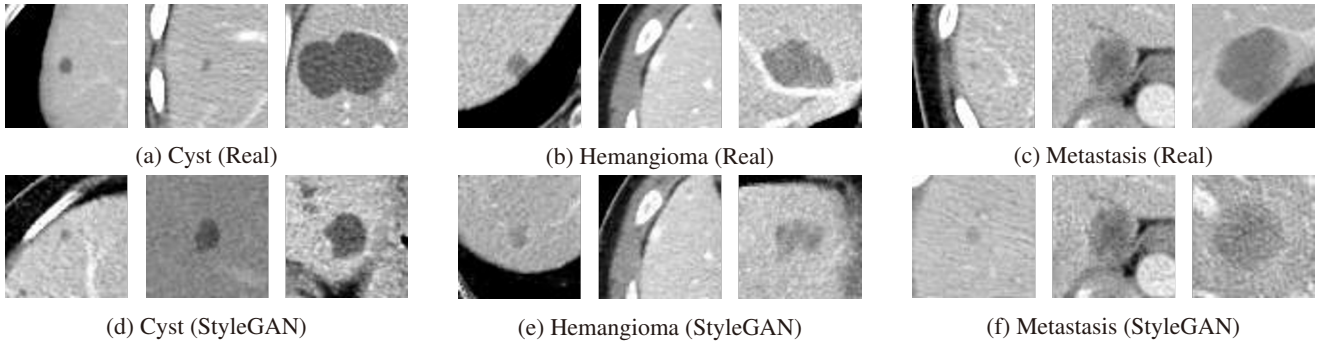 (a) Cyst (Real)
(b) Hemangioma (Real)
(c) Metastasis (Real)
(d) Cyst (StyleGAN)
(e) Hemangioma (StyleGAN)
(f) Metastasis (StyleGAN)